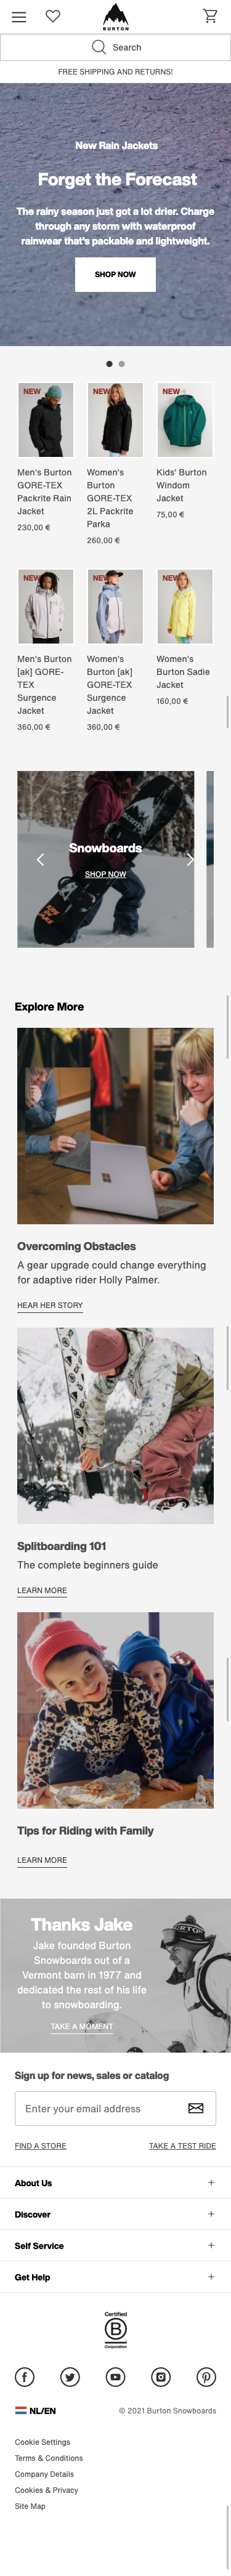 BURTON
Search
FREE SHIPPING AND RETURNS!
New Rain Jackets
Forget the Forecast
The rainy season just got a lot drier. Charge
through any storm with waterproof
rainwear that's packable and lightweight.
SHOP NOW
NEW
NEW
NEW
Men's Burton
GORE-TEX
Packrite Rain
Jacket
230,00 €
Women's
Burton
GORE-TEX
2L Packrite
Parka
260,00 €
Kids' Burton
Windom
Jacket
75,00 €
NEW
NEW
NEW
Men's Burton
[ak] GORE-
TEX
Surgence
Jacket
360,00 €
Women's
Burton [ak]
GORE-TEX
Surgence
Jacket
360,00 €
Women's
Burton Sadie
Jacket
160,00 €
Snowboards
SHOP NOW
Explore More
Overcoming Obstacles
A gear upgrade could change everything
for adaptive rider Holly Palmer.
HEAR HER STORY
Splitboarding 101
The complete beginners guide
LEARN MORE
Tips for Riding with Family
LEARN MORE
Thanks Jake
Jake founded Burton
Snowboards out of a
Vermont barn in 1977 and
dedicated the rest of his life
to snowboarding.
TAKE A MOMENT
Sign up for news, sales or catalog
Enter your email address
FIND A STORE
TAKE A TEST RIDE
About Us +
Discover +
Self Service +
Get Help +
Certified
B
Corporation
NL/EN
© 2021 Burton Snowboards
Cookie Settings
Terms & Conditions
Company Details
Cookies & Privacy
Site Map